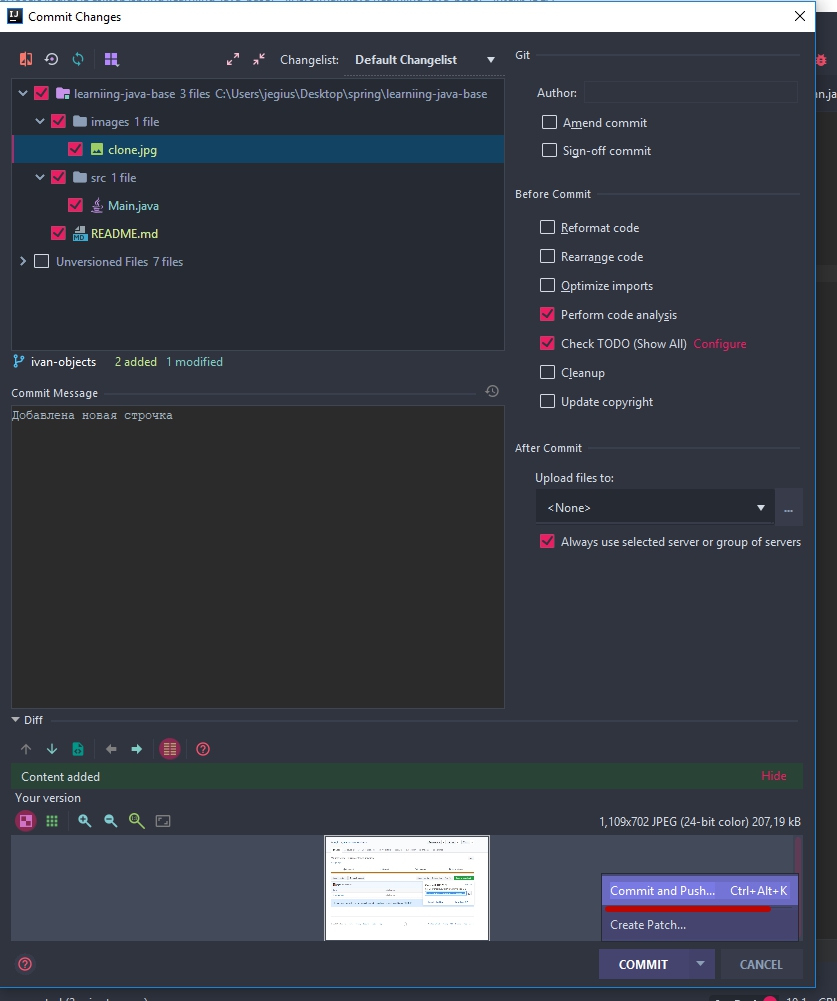 Commit Changes
Changelist: Default Changelist
learniing-java-base 3 files C:\Users\jegius\Desktop\spring\learniing-java-base
images 1 file
clone.jpg
src 1 file
Main.java
README.md
Unversioned Files 7 files
ivan-objects 2 added 1 modified
Commit Message
Добавлена новая строчка
Git
Author:
Amend commit
Sign-off commit
Before Commit
Reformat code
Rearrange code
Optimize imports
Perform code analysis
Check TODO (Show All) Configure
Cleanup
Update copyright
After Commit
Upload files to:
<None>
...
Always use selected server or group of servers
Diff
Content added Hide
Your version
1,109x702 JPEG (24-bit color) 207,19 kB
Commit and Push... Ctrl+Alt+K
Create Patch...
COMMIT CANCEL